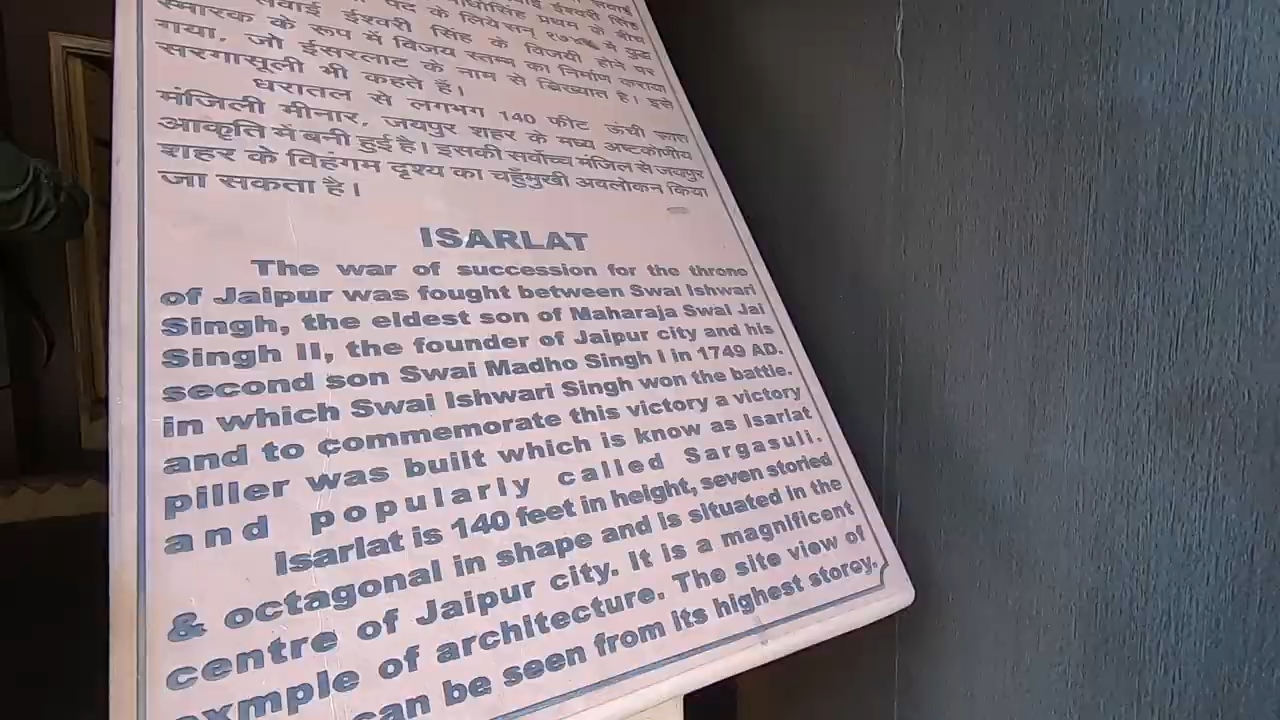 स्मारक के रूप में विजय स्तम्भ का निर्माण कराया
गया, जो ईसरलाट के नाम से विख्यात है। इसे
सरगासूली भी कहते हैं।
धरातल से लगभग 140 फीट ऊंची सात
मंजिली मीनार, जयपुर शहर के मध्य अष्टकोणीय
आकृति में बनी हुई है। इसकी सर्वोच्च मंजिल से जयपुर
शहर के विहंगम दृश्य का चहुँमुखी अवलोकन किया
जा सकता है।
ISARLAT
The war of succession for the throne
of Jaipur was fought between Swai Ishwari
Singh, the eldest son of Maharaja Swai Jai
Singh II, the founder of Jaipur city and his
second son Swai Madho Singh I in 1749 AD.
in which Swai Ishwari Singh won the battle.
and to commemorate this victory a victory
piller was built which is know as Isarlat
and popularly called Sargasuli.
Isarlat is 140 feet in height, seven storied
& octagonal in shape and is situated in the
centre of Jaipur city. It is a magnificent
exmple of architecture. The site view of
can be seen from its highest storey.